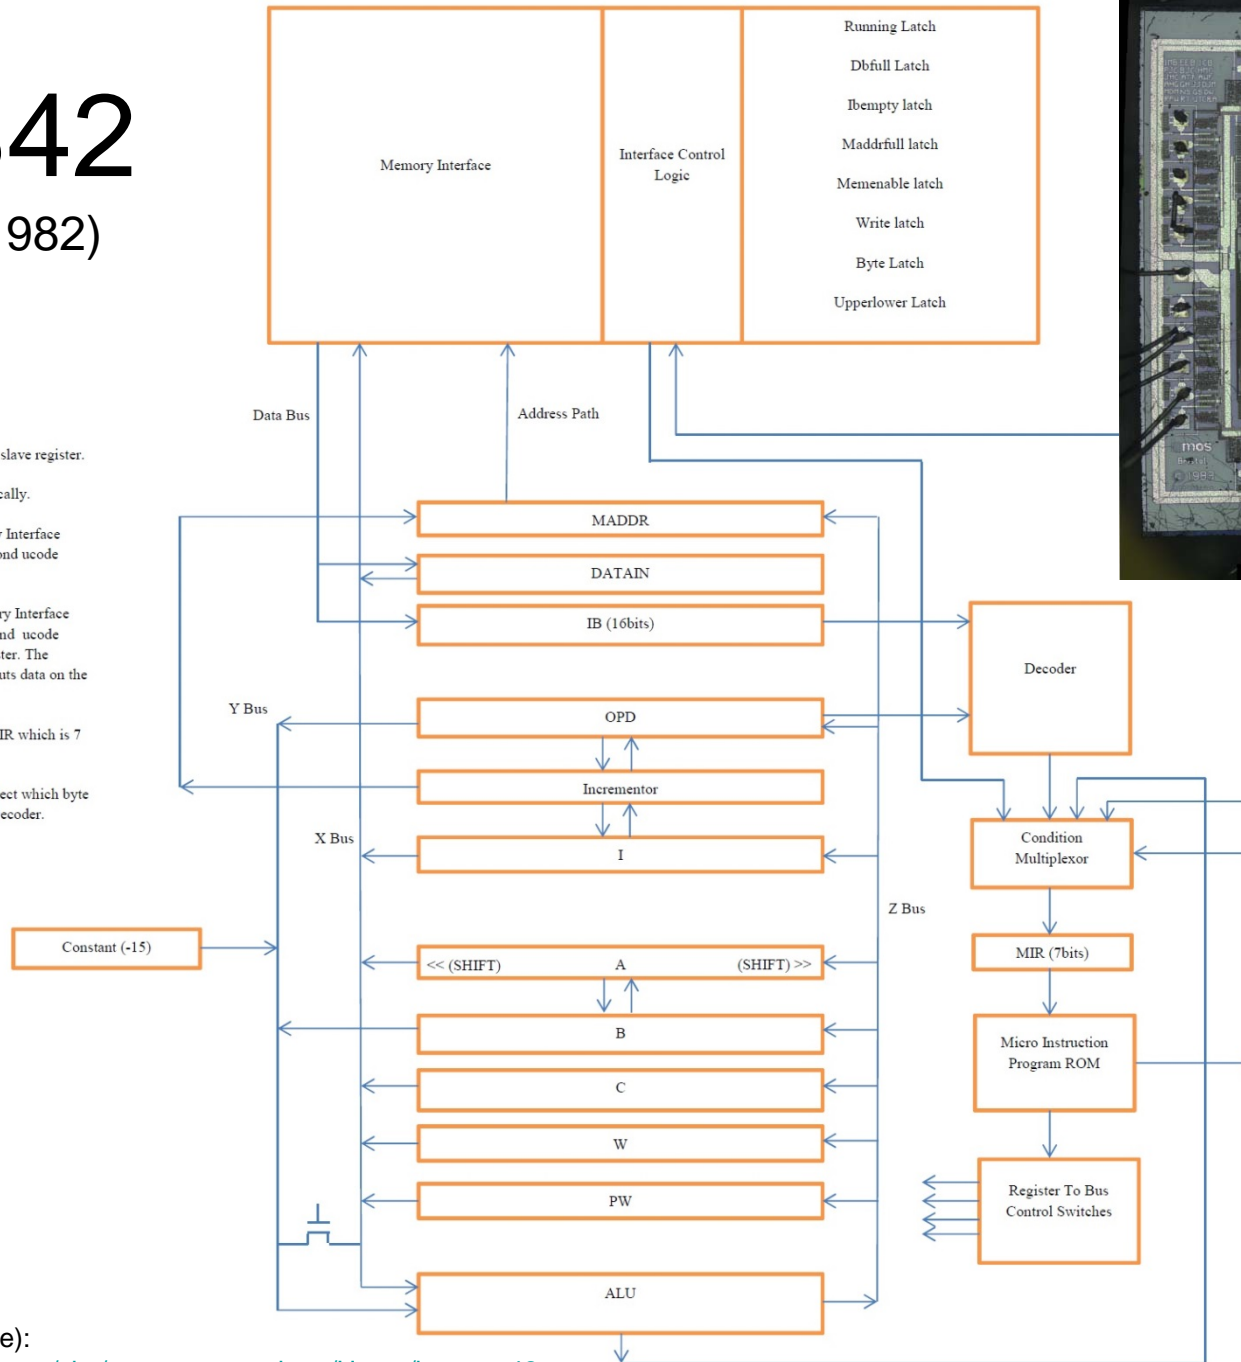 42
982)
Running Latch
Dbfull Latch
Ibempty latch
Maddrfull latch
Memenable latch
Write latch
Byte Latch
Upperlower Latch
Memory Interface
Interface Control
Logic
Data Bus
Address Path
slave register.
cally.
Interface
ond ucode
ry Interface
nd ucode
ter. The
uts data on the
IR which is 7
ect which byte
ecoder.
MADDR
DATAIN
IB (16bits)
Decoder
Y Bus
OPD
Incrementor
X Bus
I
Condition
Multiplexor
Z Bus
Constant (-15)
<< (SHIFT) A (SHIFT) >>
MIR (7bits)
B
Micro Instruction
Program ROM
C
W
PW
Register To Bus
Control Switches
ALU
e):
mos
Bristol